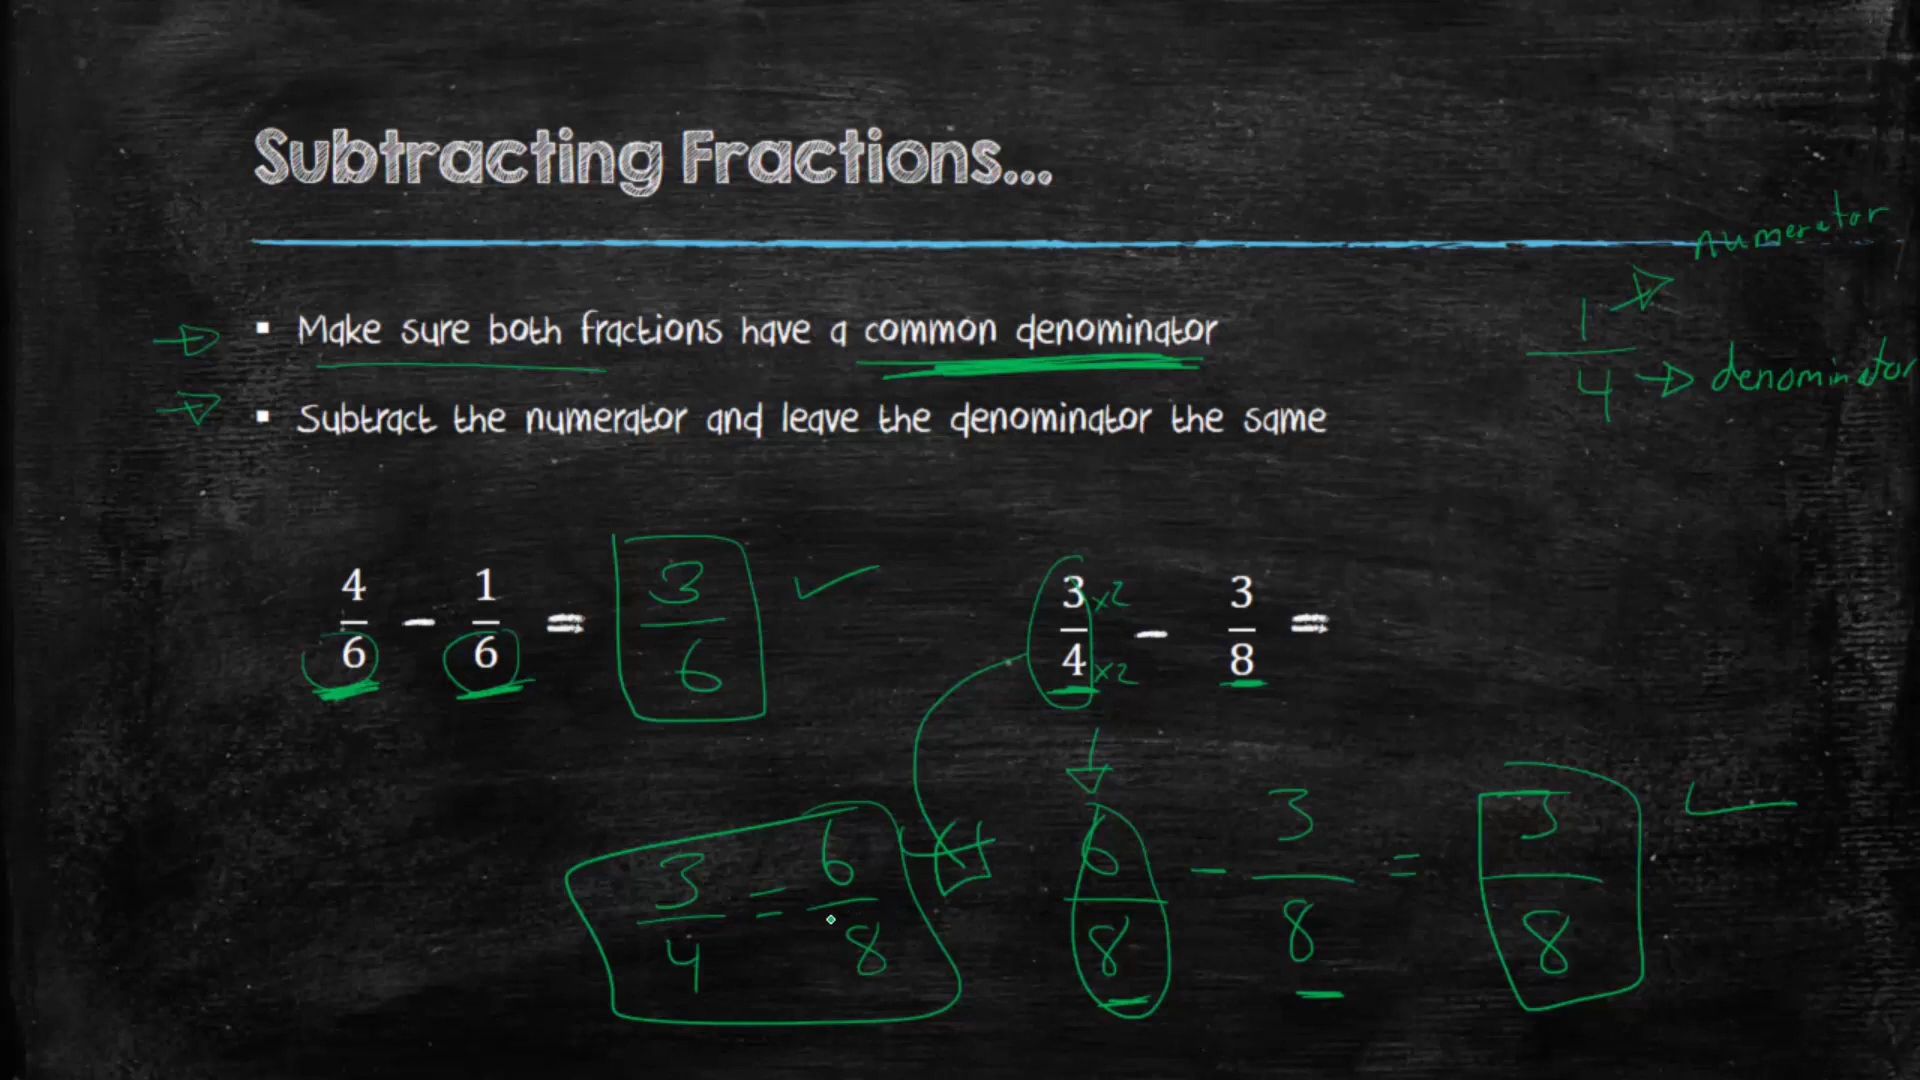 Subtracting Fractions...
numerator
▪ Make sure both fractions have a common denominator
1/4
denominator
▪ Subtract the numerator and leave the denominator the same
4/6 − 1/6 = 3/6 ✓
3/4 x2 x2 − 3/8 =
3/4 = 6/8
6/8 − 3/8 = 3/8 ✓